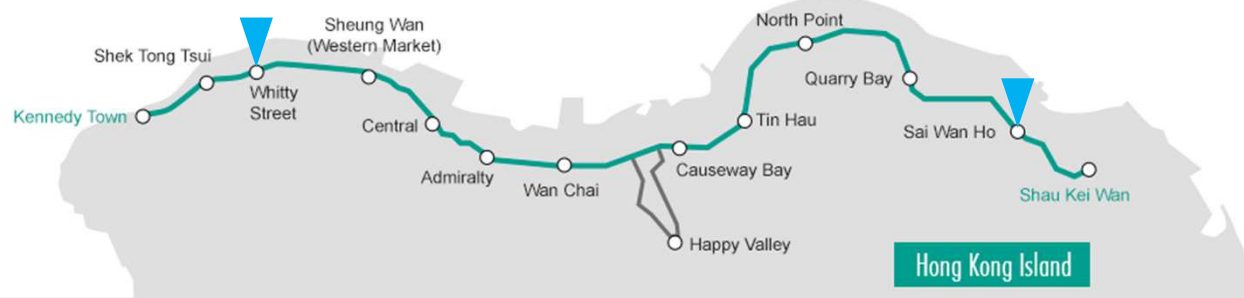 North Point
Sheung Wan
(Western Market)
Shek Tong Tsui
Quarry Bay
Whitty
Street
Kennedy Town
Central
Tin Hau
Sai Wan Ho
Admiralty
Wan Chai
Causeway Bay
Shau Kei Wan
Happy Valley
Hong Kong Island